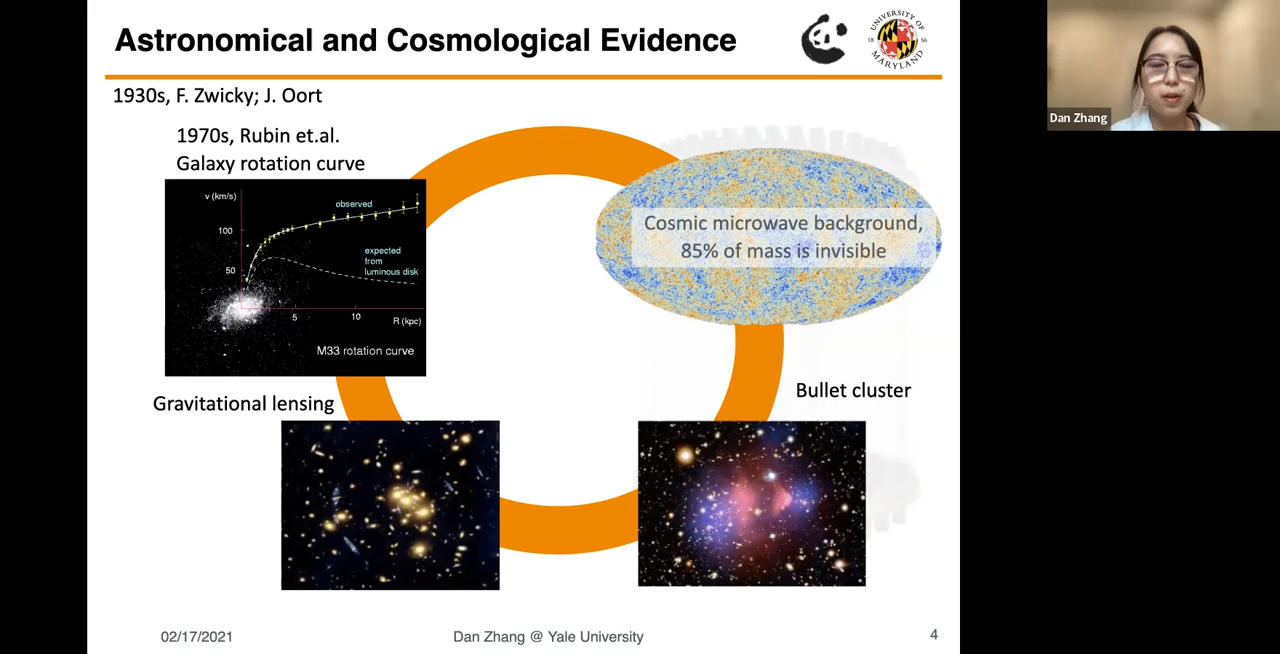 Astronomical and Cosmological Evidence
UNIVERSITY OF
18 56
MARYLAND
Dan Zhang
1930s, F. Zwicky; J. Oort
1970s, Rubin et.al.
Galaxy rotation curve
v (km/s)
observed
100
expected
from
luminous disk
50
5
10
R (kpc)
M33 rotation curve
Cosmic microwave background,
85% of mass is invisible
Gravitational lensing
Bullet cluster
02/17/2021
Dan Zhang @ Yale University
4